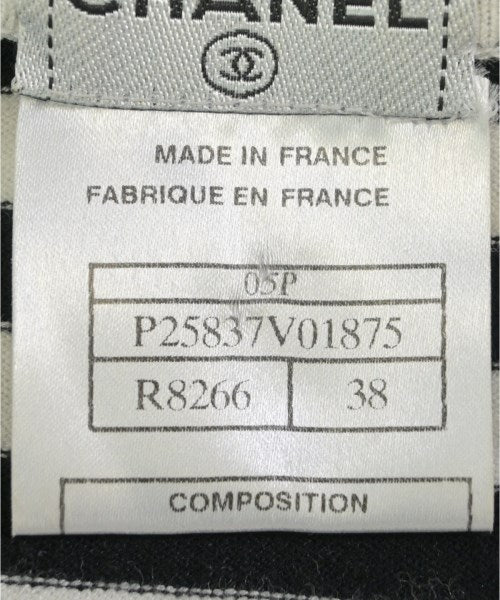 CHANEL
MADE IN FRANCE
FABRIQUE EN FRANCE
05P
P25837V01875
R8266 38
COMPOSITION